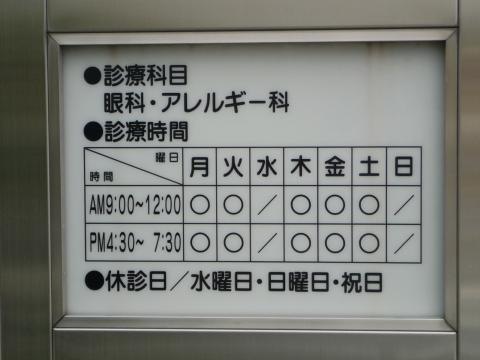 ●診療科目
眼科・アレルギー科
●診療時間
曜日 月 火 水 木 金 土 日
時間
AM9:00~12:00 ○ ○ ／ ○ ○ ○ ／
PM4:30~ 7:30 ○ ○ ／ ○ ○ ○ ／
●休診日／水曜日・日曜日・祝日